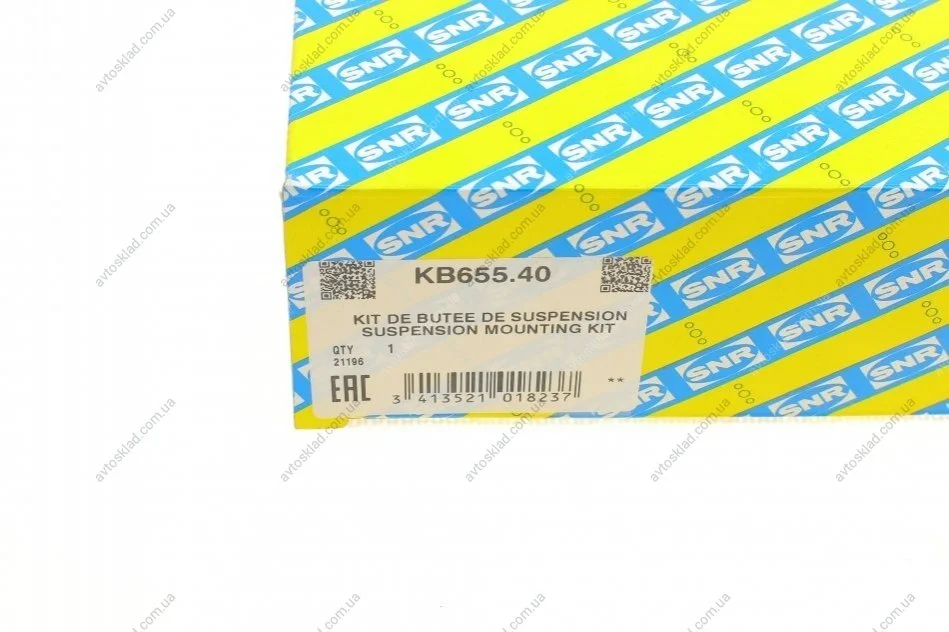 SNR
KB655.40
KIT DE BUTEE DE SUSPENSION
SUSPENSION MOUNTING KIT
QTY 1
21196
EAC
**
3 413521 018237
avtosklad.com.ua